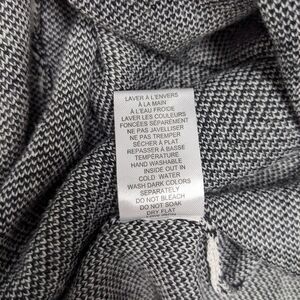 LAVER À L'ENVERS
À LA MAIN
À L'EAU FROIDE
LAVER LES COULEURS
FONCÉES SÉPARÉMENT
NE PAS JAVELLISER
NE PAS TREMPER
SÉCHER À PLAT
REPASSER À BASSE
TEMPÉRATURE
HAND WASHABLE
INSIDE OUT IN
COLD WATER
WASH DARK COLORS
SEPARATELY
DO NOT BLEACH
DO NOT SOAK
DRY FLAT